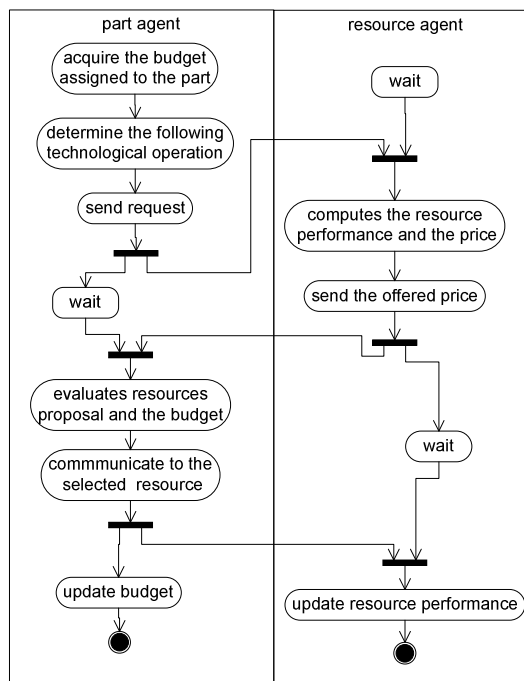 part agent
acquire the budget
assigned to the part
determine the following
technological operation
send request
wait
evaluates resources
proposal and the budget
commmunicate to the
selected resource
update budget
resource agent
wait
computes the resource
performance and the price
send the offered price
wait
update resource performance